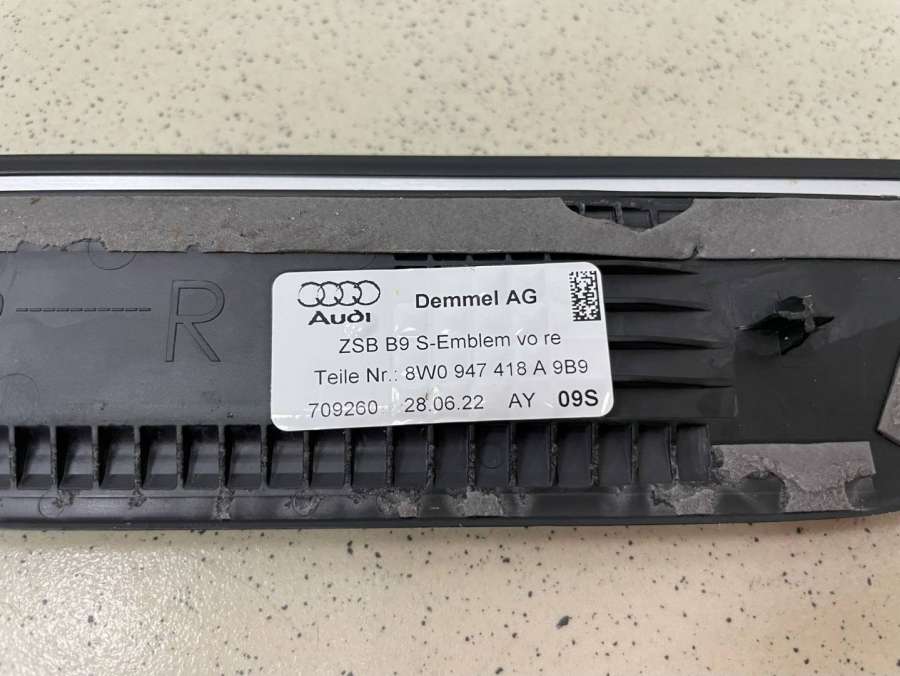 R
Audi
Demmel AG
ZSB B9 S-Emblem vo re
Teile Nr.: 8W0 947 418 A 9B9
709260 28.06.22 AY 09S